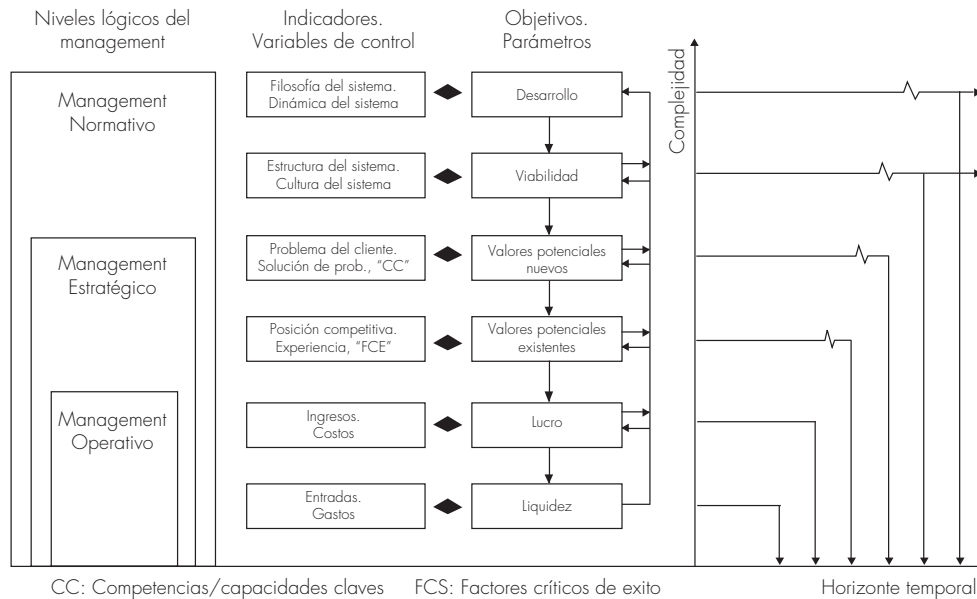 Niveles lógicos del
management
Indicadores.
Variables de control
Objetivos.
Parámetros
Complejidad
Management
Normativo
Filosofía del sistema.
Dinámica del sistema
Desarrollo
Estructura del sistema.
Cultura del sistema
Viabilidad
Management
Estratégico
Problema del cliente.
Solución de prob., “CC”
Valores potenciales
nuevos
Posición competitiva.
Experiencia, “FCE”
Valores potenciales
existentes
Management
Operativo
Ingresos.
Costos
Lucro
Entradas.
Gastos
Liquidez
CC: Competencias/capacidades claves
FCS: Factores críticos de exito
Horizonte temporal